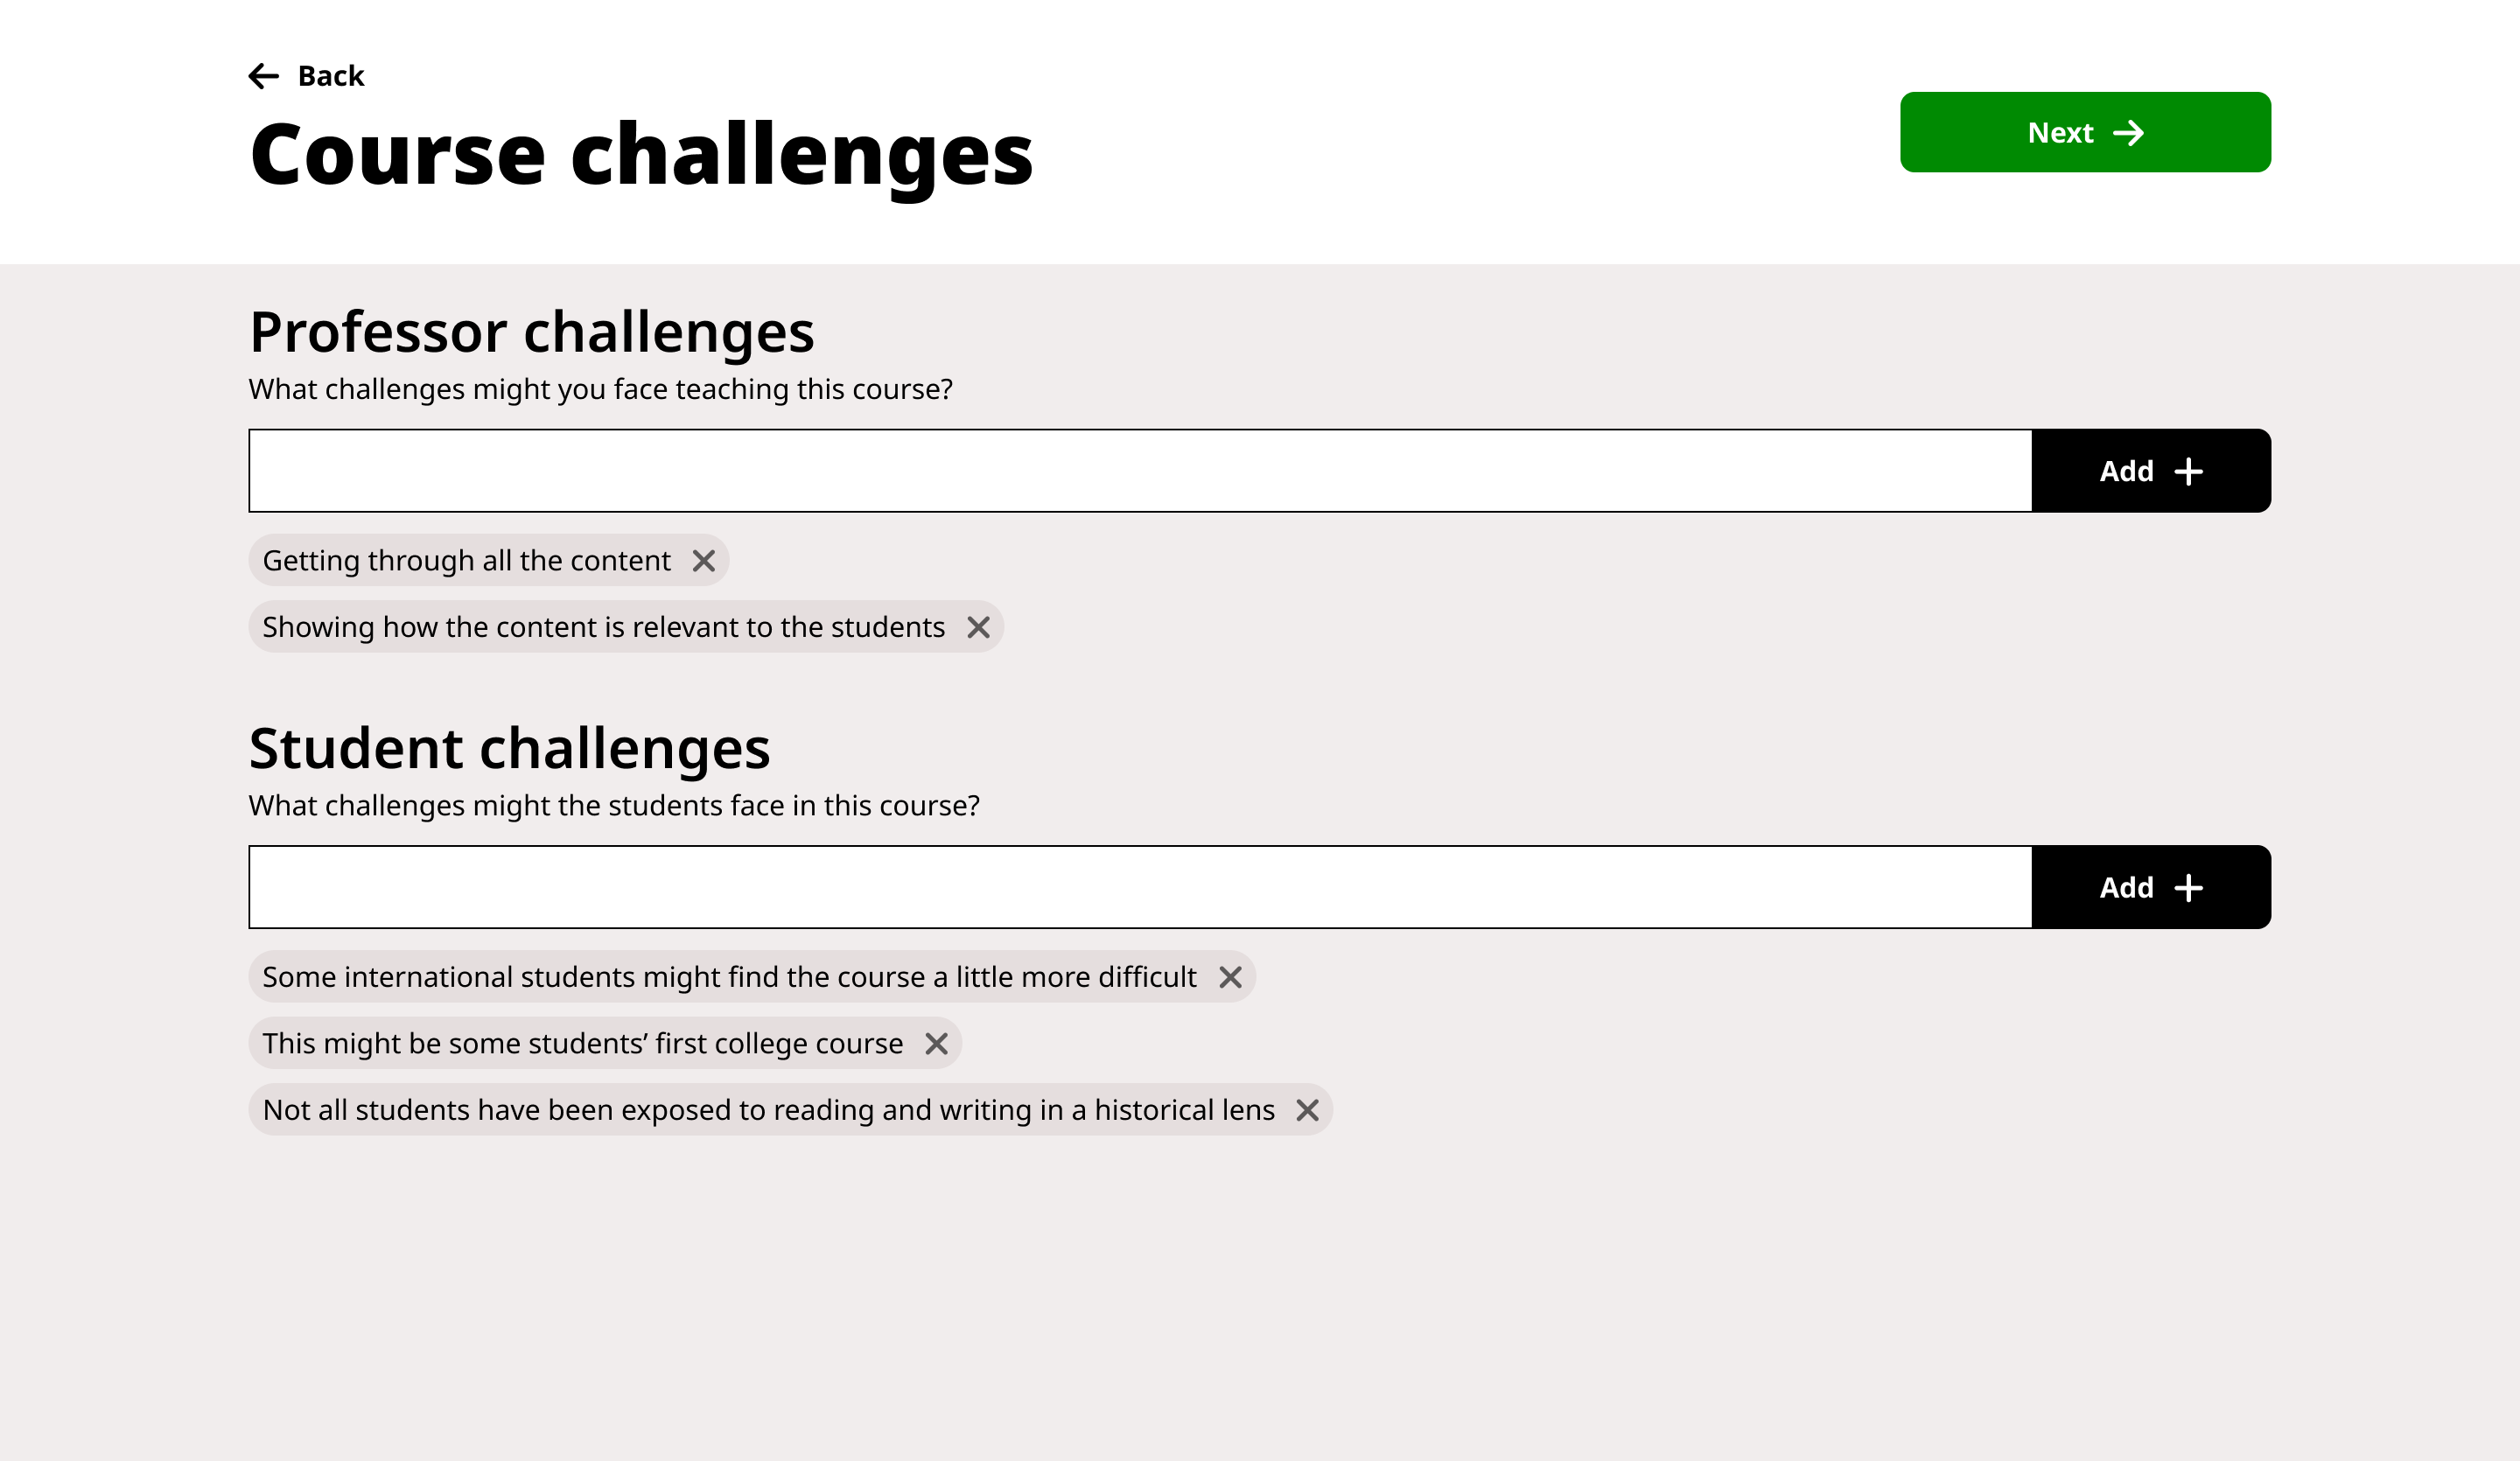 Back
Course challenges
Next
Professor challenges
What challenges might you face teaching this course?
Add
Getting through all the content
Showing how the content is relevant to the students
Student challenges
What challenges might the students face in this course?
Add
Some international students might find the course a little more difficult
This might be some students’ first college course
Not all students have been exposed to reading and writing in a historical lens